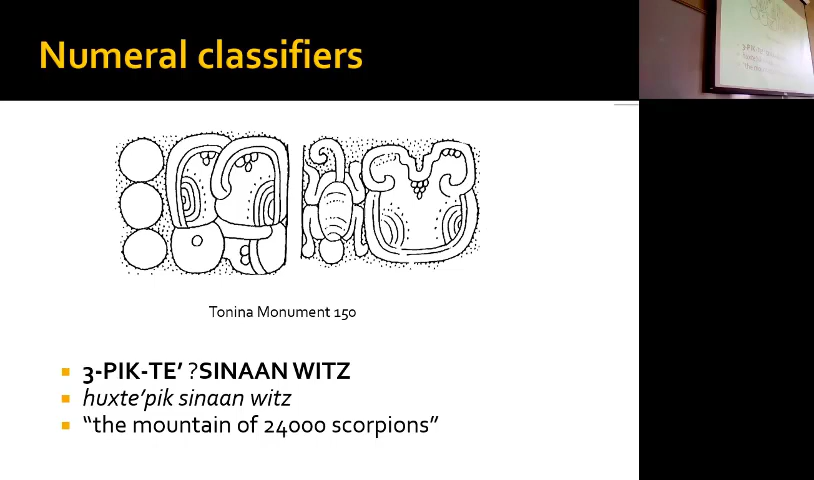 Numeral classifiers
Tonina Monument 150
3-PIK-TE’ ?SINAAN WITZ
huxte’pik sinaan witz
“the mountain of 24000 scorpions”